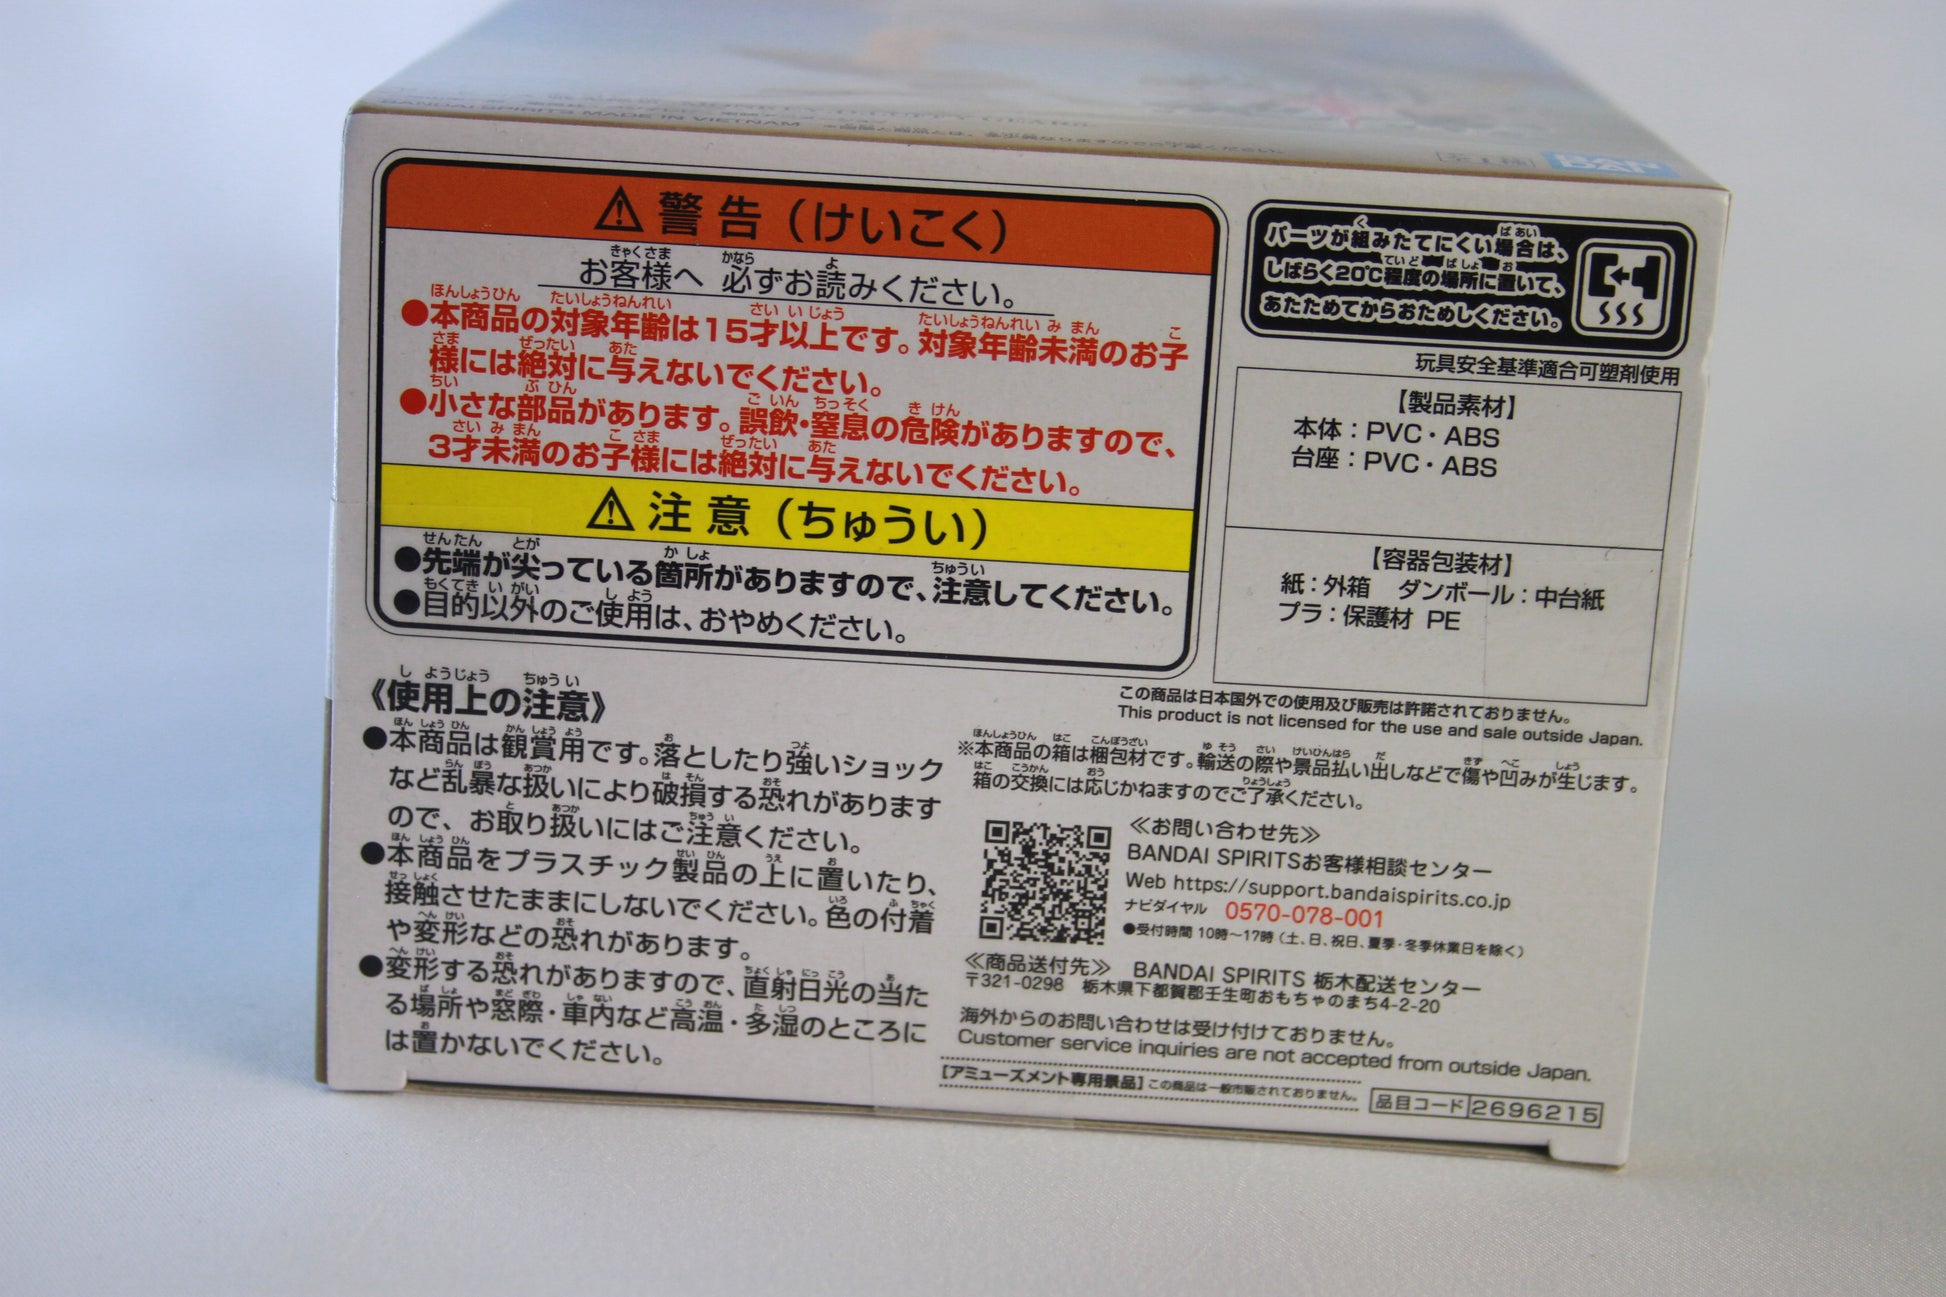 BANDAI SPIRITS MADE IN VIETNAM
全1種
BANDAI
⚠警告（けいこく）
お客様へ 必ずお読みください。
●本商品の対象年齢は15才以上です。対象年齢未満のお子
様には絶対に与えないでください。
●小さな部品があります。誤飲・窒息の危険がありますので、
3才未満のお子様には絶対に与えないでください。
⚠注意（ちゅうい）
●先端が尖っている箇所がありますので、注意してください。
●目的以外のご使用は、おやめください。
《使用上の注意》
●本商品は観賞用です。落としたり強いショック
など乱暴な扱いにより破損する恐れがあります
ので、お取り扱いにはご注意ください。
●本商品をプラスチック製品の上に置いたり、
接触させたままにしないでください。色の付着
や変形などの恐れがあります。
●変形する恐れがありますので、直射日光の当た
る場所や窓際・車内など高温・多湿のところに
は置かないでください。
パーツが組みたてにくい場合は、
しばらく20℃程度の場所に置いて、
あたためてからおためしください。
玩具安全基準適合可塑剤使用
【製品素材】
本体：PVC・ABS
台座：PVC・ABS
【容器包装材】
紙：外箱 ダンボール：中台紙
プラ：保護材 PE
この商品は日本国外での使用及び販売は許諾されておりません。
This product is not licensed for the use and sale outside Japan.
※本商品の箱は梱包材です。輸送の際や景品払い出しなどで傷や凹みが生じます。
箱の交換には応じかねますのでご了承ください。
≪お問い合わせ先≫
BANDAI SPIRITSお客様相談センター
Web https://support.bandaispirits.co.jp
ナビダイヤル 0570-078-001
●受付時間 10時～17時（土、日、祝日、夏季・冬季休業日を除く）
≪商品送付先≫ BANDAI SPIRITS 栃木配送センター
〒321-0298 栃木県下都賀郡壬生町おもちゃのまち4-2-20
海外からのお問い合わせは受け付けておりません。
Customer service inquiries are not accepted from outside Japan.
【アミューズメント専用景品】この商品は一般市販されておりません。
品目コード 2696215